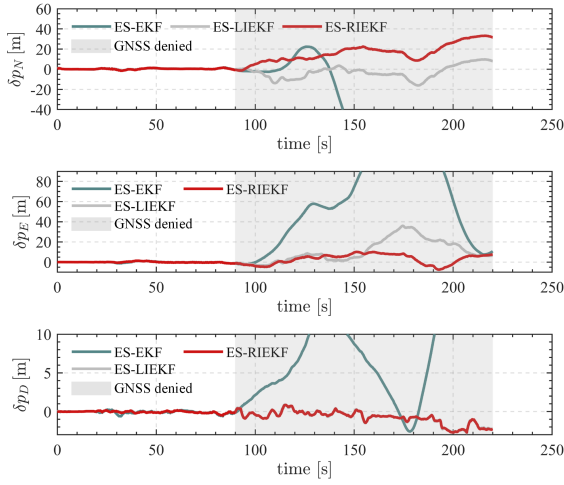 60
40
20
0
-20
-40
δp_N [m]
ES-EKF ES-LIEKF ES-RIEKF
GNSS denied
0 50 100 150 200 250
time [s]
80
60
40
20
0
δp_E [m]
ES-EKF ES-RIEKF
ES-LIEKF
GNSS denied
0 50 100 150 200 250
time [s]
10
5
0
δp_D [m]
ES-EKF ES-RIEKF
ES-LIEKF
GNSS denied
0 50 100 150 200 250
time [s]